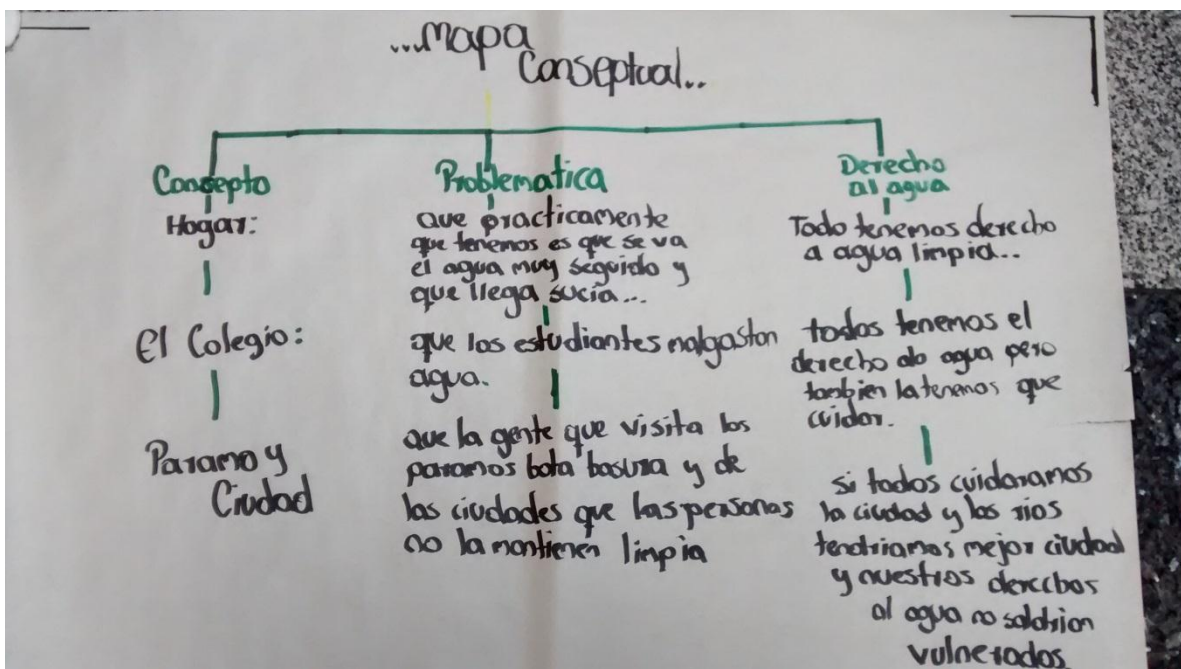 ...Mapa
Conseptual..
Consepto
Hogar:
El Colegio:
Paramo y
Ciudad
Problematica
que practicamente
que tenemos es que se va
el agua muy seguido y
que llega sucia...
que los estudiantes malgastan
agua.
que la gente que visita los
paramos bota basura y de
las ciudades que las personas
no la mantienen limpia
Derecho
al agua
Todo tenemos derecho
a agua limpia...
todos tenemos el
derecho al agua pero
tambien la tenemos que
cuidar.
si todos cuidaramos
la ciudad y los rios
tendriamos mejor ciudad
y nuestros derechos
al agua no saldrian
vulnerados